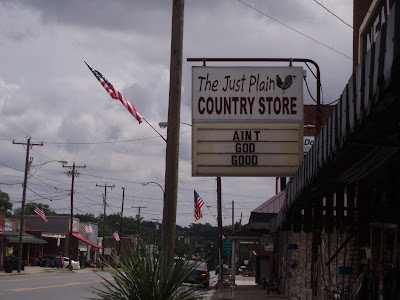 The Just Plain
COUNTRY STORE
AINT
GOD
GOOD